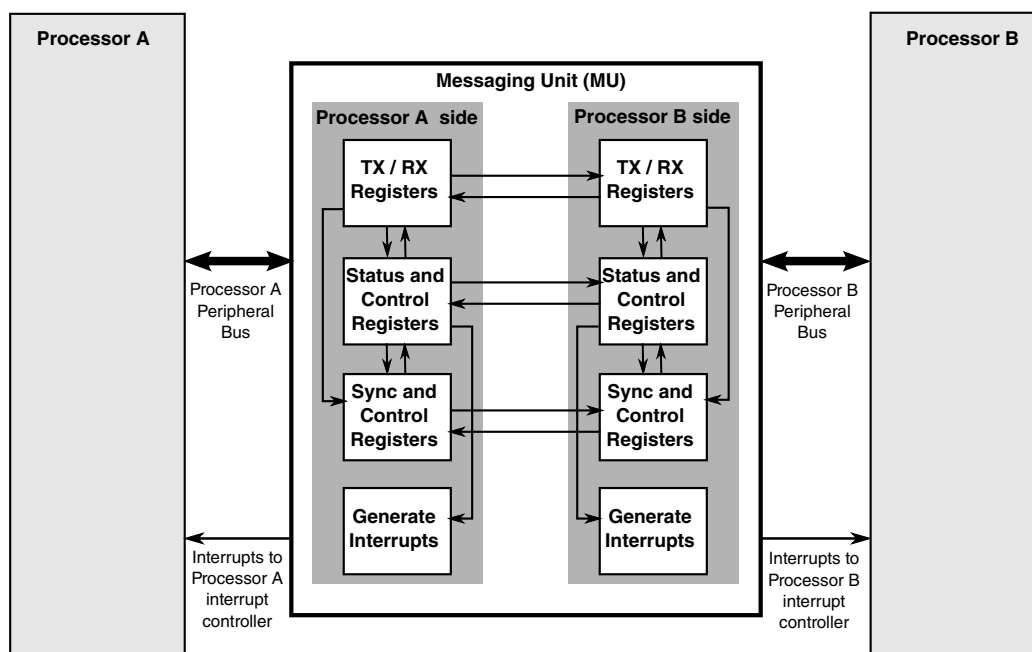 Processor A
Processor B
Messaging Unit (MU)
Processor A side
Processor B side
TX / RX
Registers
TX / RX
Registers
Status and
Control
Registers
Status and
Control
Registers
Processor A
Peripheral
Bus
Processor B
Peripheral
Bus
Sync and
Control
Registers
Sync and
Control
Registers
Generate
Interrupts
Generate
Interrupts
Interrupts to
Processor A
interrupt
controller
Interrupts to
Processor B
interrupt
controller